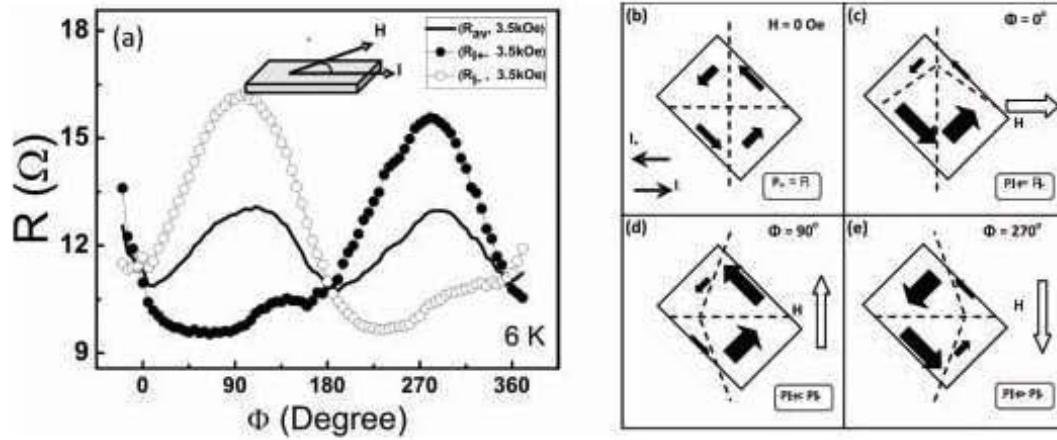 (a)
(R_av, 3.5kOe)
(R_I+, 3.5kOe)
(R_I-, 3.5kOe)
H
I
18
15
12
9
R (Ω)
6 K
0 90 180 270 360
Φ (Degree)
(b) H = 0 Oe
I+
I-
(c) Φ = 0°
H
(d) Φ = 90°
H
(e) Φ = 270°
H